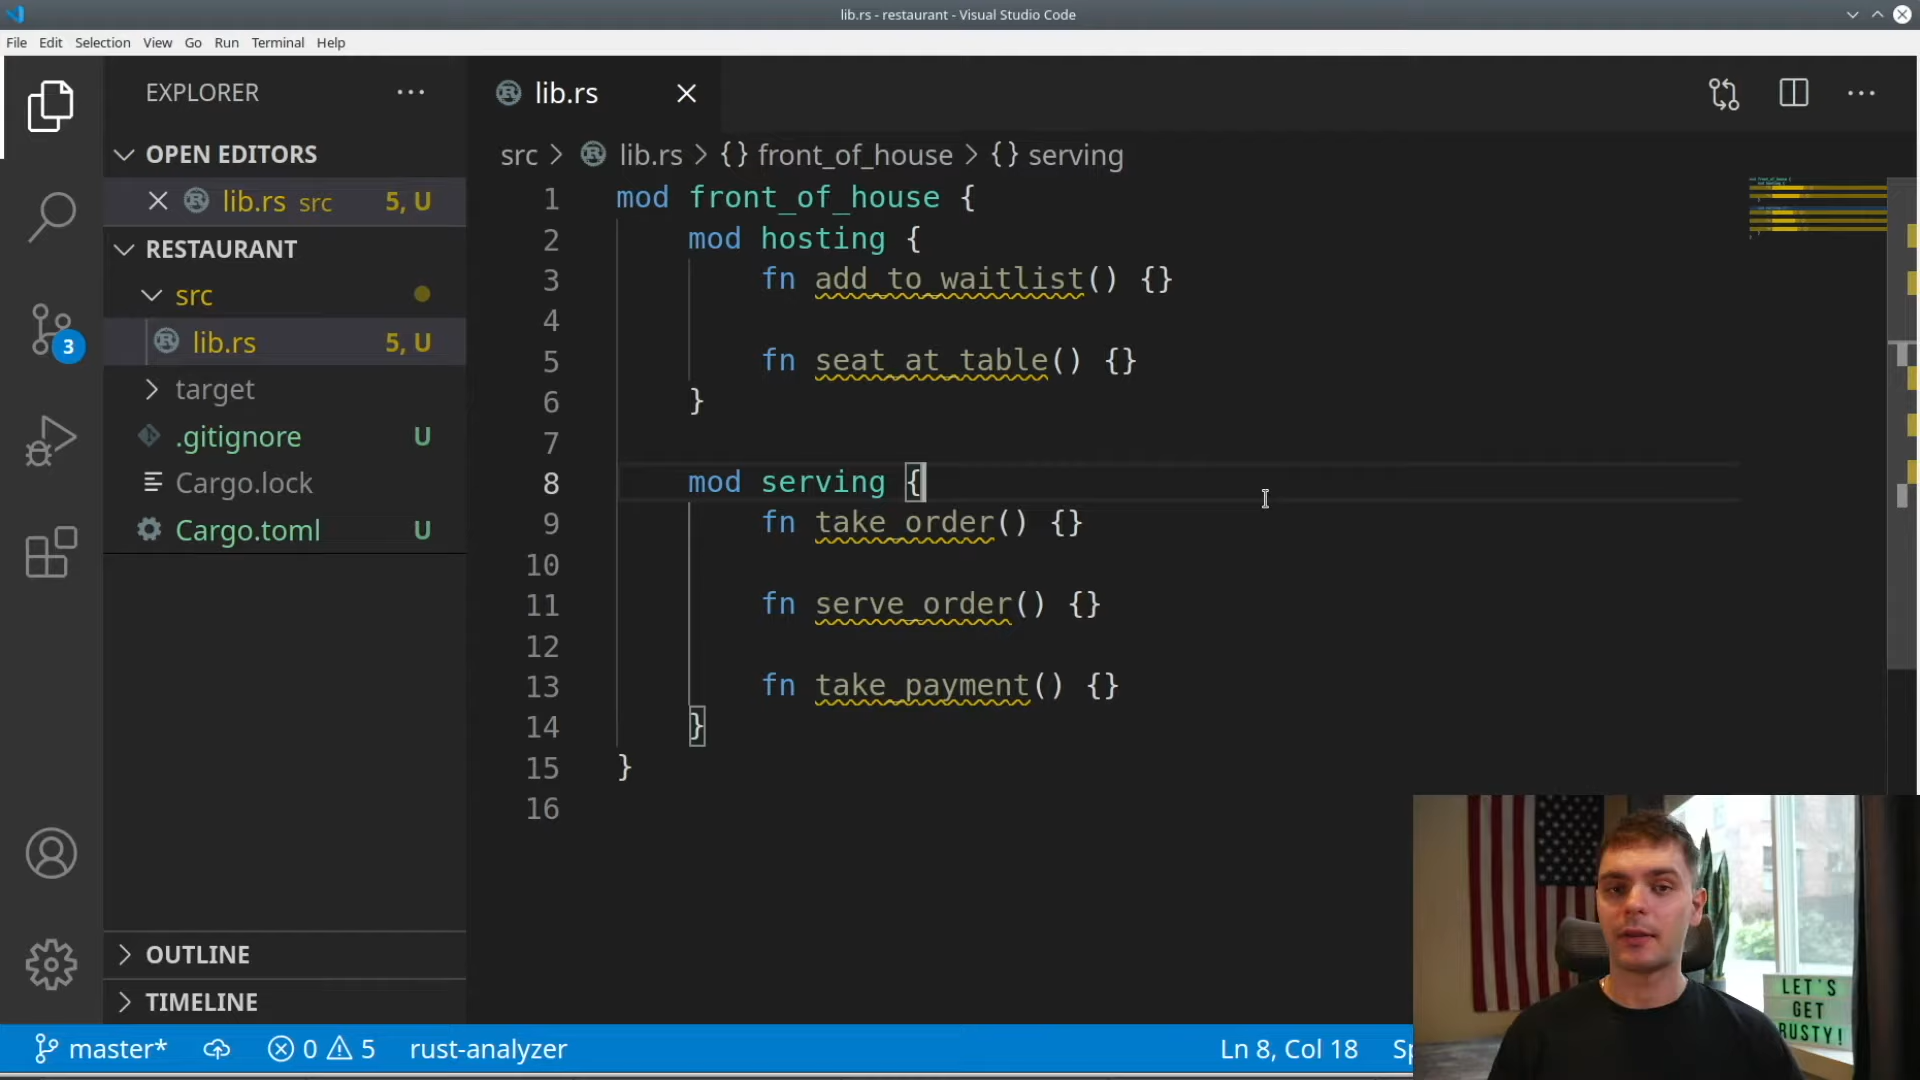 lib.rs - restaurant - Visual Studio Code
File Edit Selection View Go Run Terminal Help
EXPLORER ···
lib.rs
OPEN EDITORS
lib.rs src 5, U
RESTAURANT
src
lib.rs 5, U
target
.gitignore U
Cargo.lock
Cargo.toml U
OUTLINE
TIMELINE
3
src > lib.rs > {} front_of_house > {} serving
1 mod front_of_house {
2 mod hosting {
3 fn add_to_waitlist() {}
4
5 fn seat_at_table() {}
6 }
7
8 mod serving {
9 fn take_order() {}
10
11 fn serve_order() {}
12
13 fn take_payment() {}
14 }
15 }
16
LET'S
GET
RUSTY!
master* 0 5 rust-analyzer Ln 8, Col 18 Sp